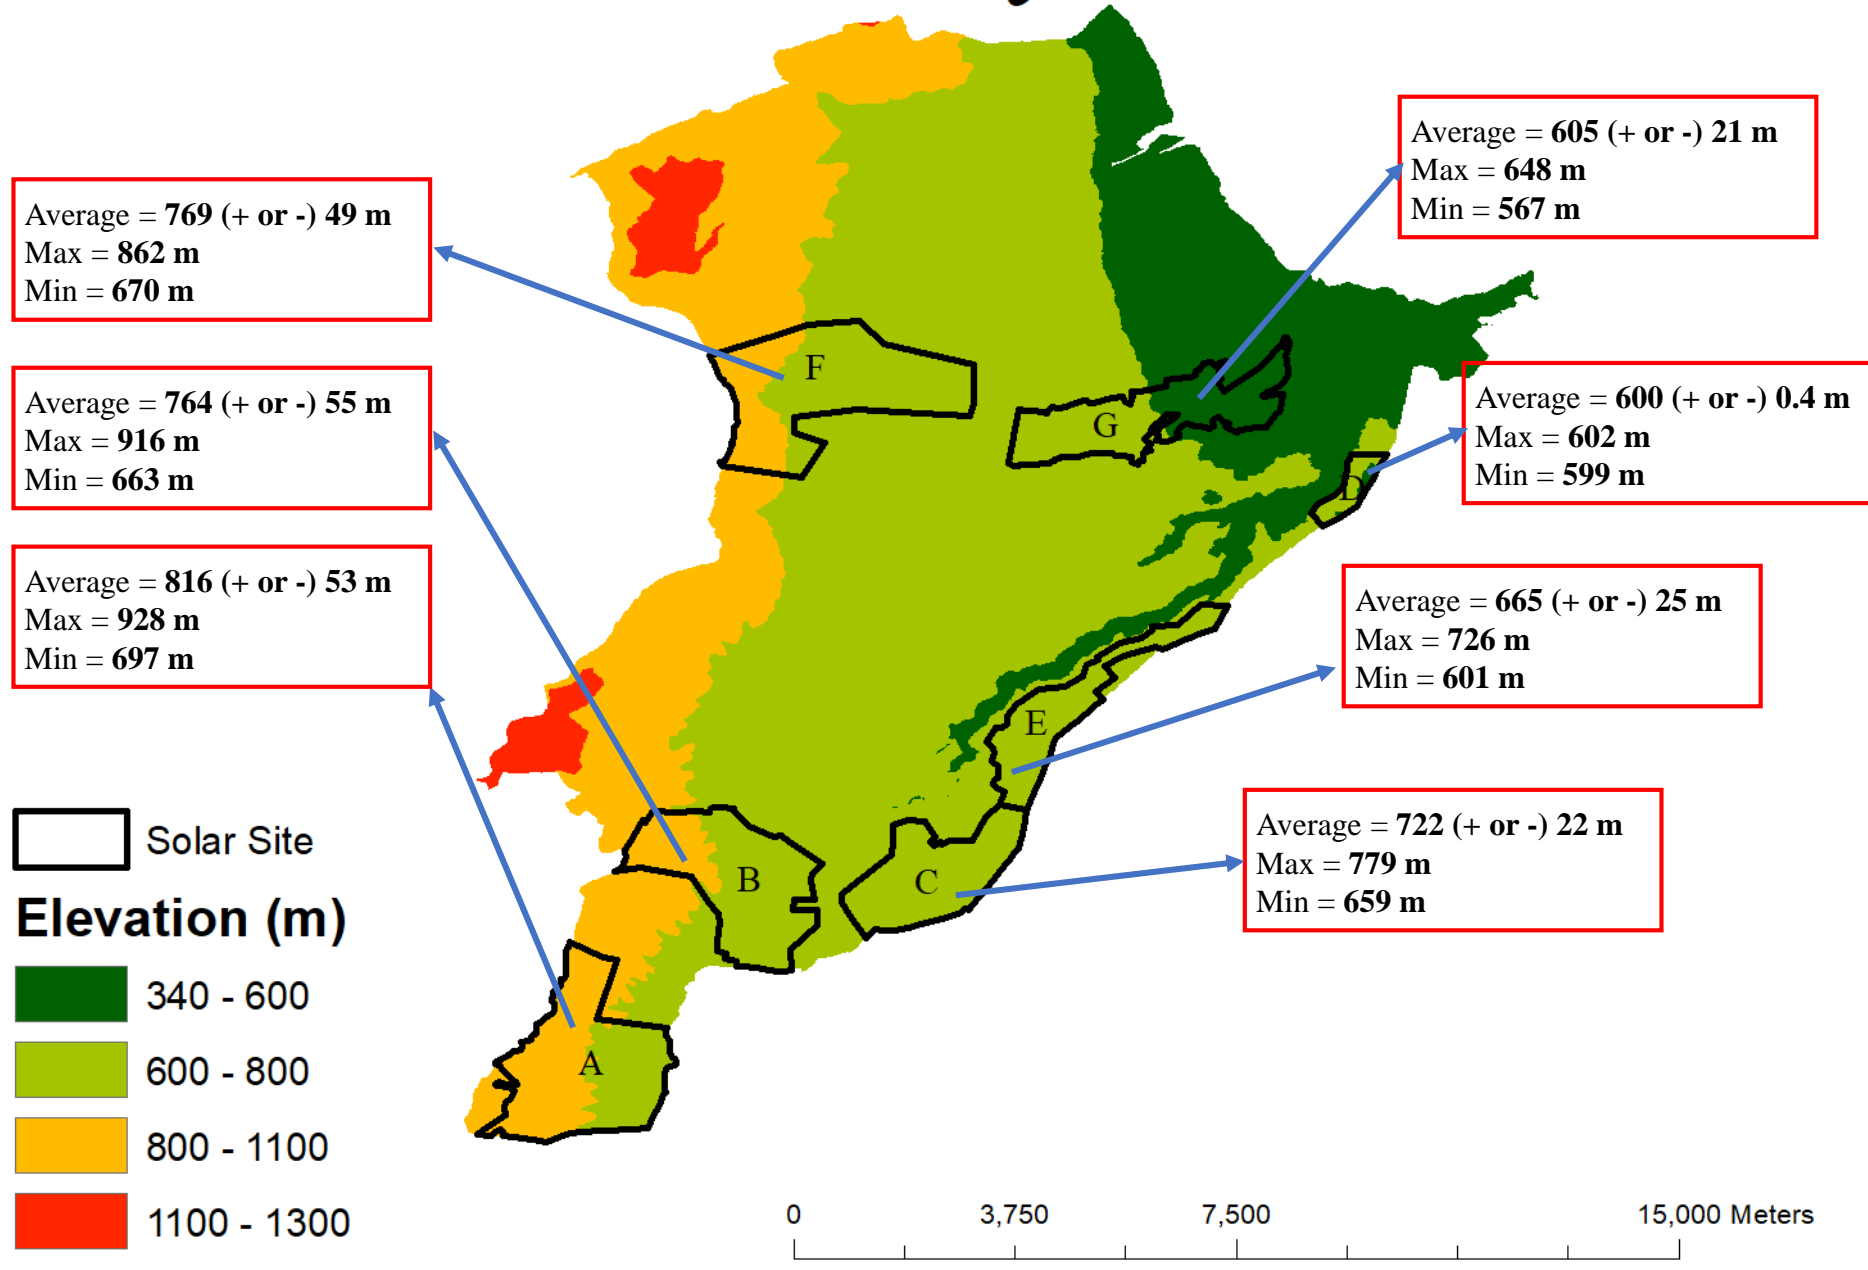 Average = 605 (+ or -) 21 m
Max = 648 m
Min = 567 m
Average = 769 (+ or -) 49 m
Max = 862 m
Min = 670 m
F
Average = 764 (+ or -) 55 m
Max = 916 m
Min = 663 m
G
Average = 600 (+ or -) 0.4 m
Max = 602 m
Min = 599 m
D
Average = 816 (+ or -) 53 m
Max = 928 m
Min = 697 m
Average = 665 (+ or -) 25 m
Max = 726 m
Min = 601 m
E
Average = 722 (+ or -) 22 m
Max = 779 m
Min = 659 m
B
C
A
Solar Site
Elevation (m)
340 - 600
600 - 800
800 - 1100
1100 - 1300
0 3,750 7,500 15,000 Meters